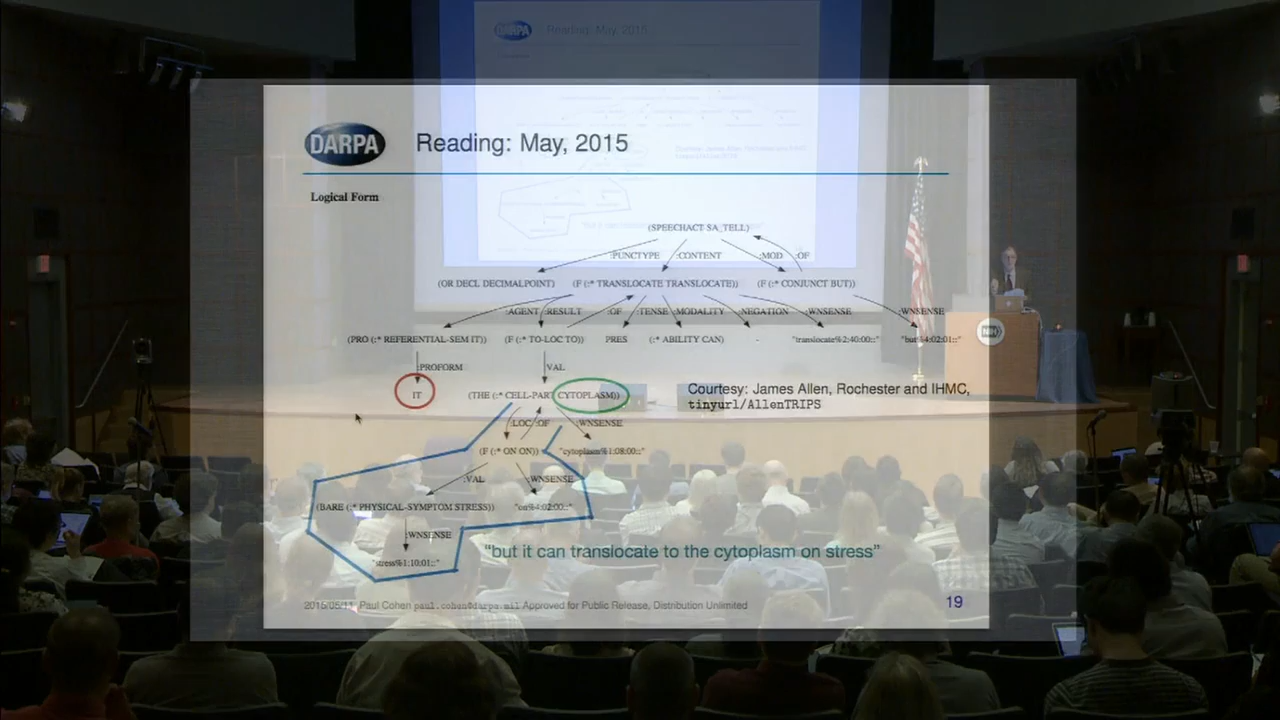 DARPA
Reading: May, 2015
DARPA
Reading: May, 2015
Logical Form
(SPEECHACT SA_TELL)
:PUNCTYPE :CONTENT :MOD :OF
(OR DECL DECIMALPOINT) (F (:* TRANSLOCATE TRANSLOCATE)) (F (:* CONJUNCT BUT))
:AGENT :RESULT :OF :TENSE :MODALITY :NEGATION :WNSENSE :WNSENSE
(PRO (:* REFERENTIAL-SEM IT)) (F (:* TO-LOC TO)) PRES (:* ABILITY CAN) - "translocate%2:40:00::" "but%4:02:01::"
:PROFORM :VAL
IT (THE (:* CELL-PART CYTOPLASM))
Courtesy: James Allen, Rochester and IHMC,
tinyurl/AllenTRIPS
:LOC :OF :WNSENSE
(F (:* ON ON)) "cytoplasm%1:08:00::"
:VAL :WNSENSE
(BARE (:* PHYSICAL-SYMPTOM STRESS)) "on%4:02:00::"
:WNSENSE
"but it can translocate to the cytoplasm on stress"
"stress%1:10:01::"
2015/05/11 Paul Cohen paul.cohen@darpa.mil Approved for Public Release, Distribution Unlimited 19
NIH